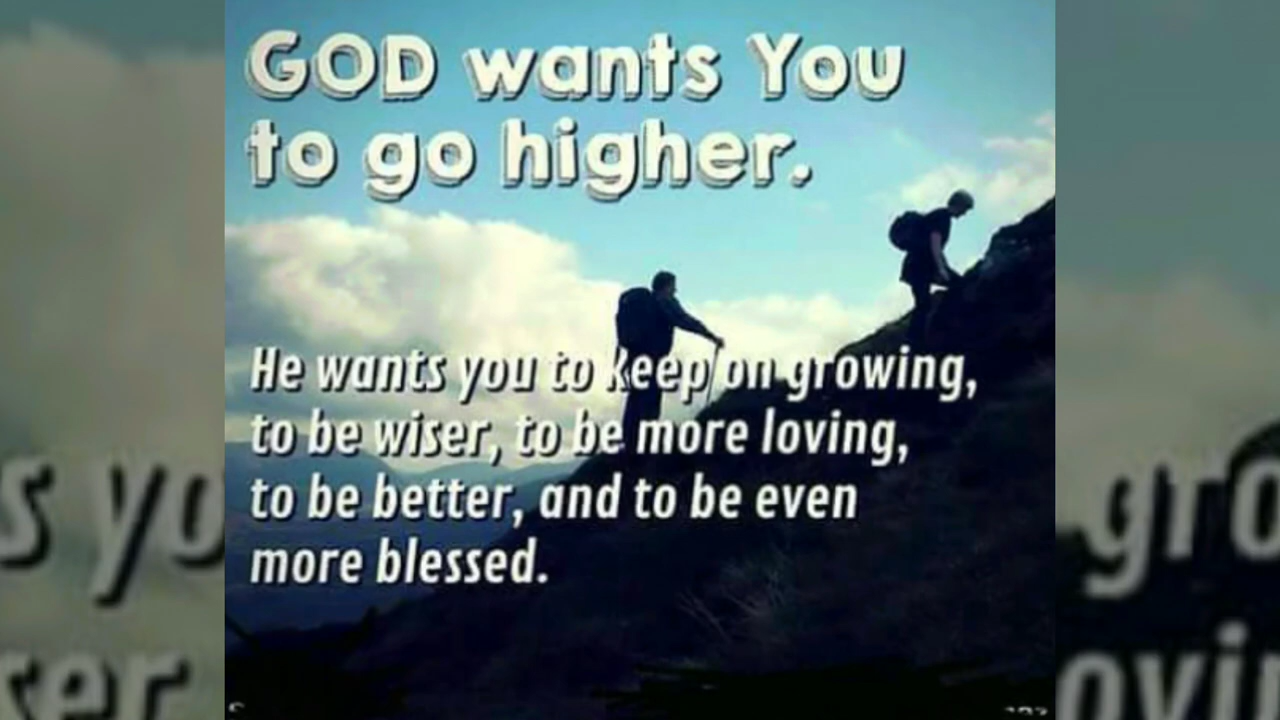 GOD wants You
to go higher.
He wants you to keep on growing,
to be wiser, to be more loving,
to be better, and to be even
more blessed.